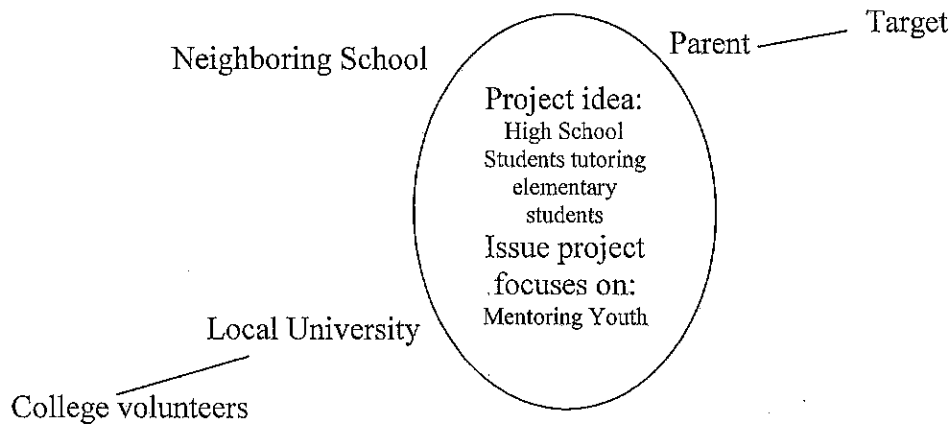 Target
Parent
Neighboring School
Project idea:
High School
Students tutoring
elementary
students
Issue project
focuses on:
Mentoring Youth
Local University
College volunteers